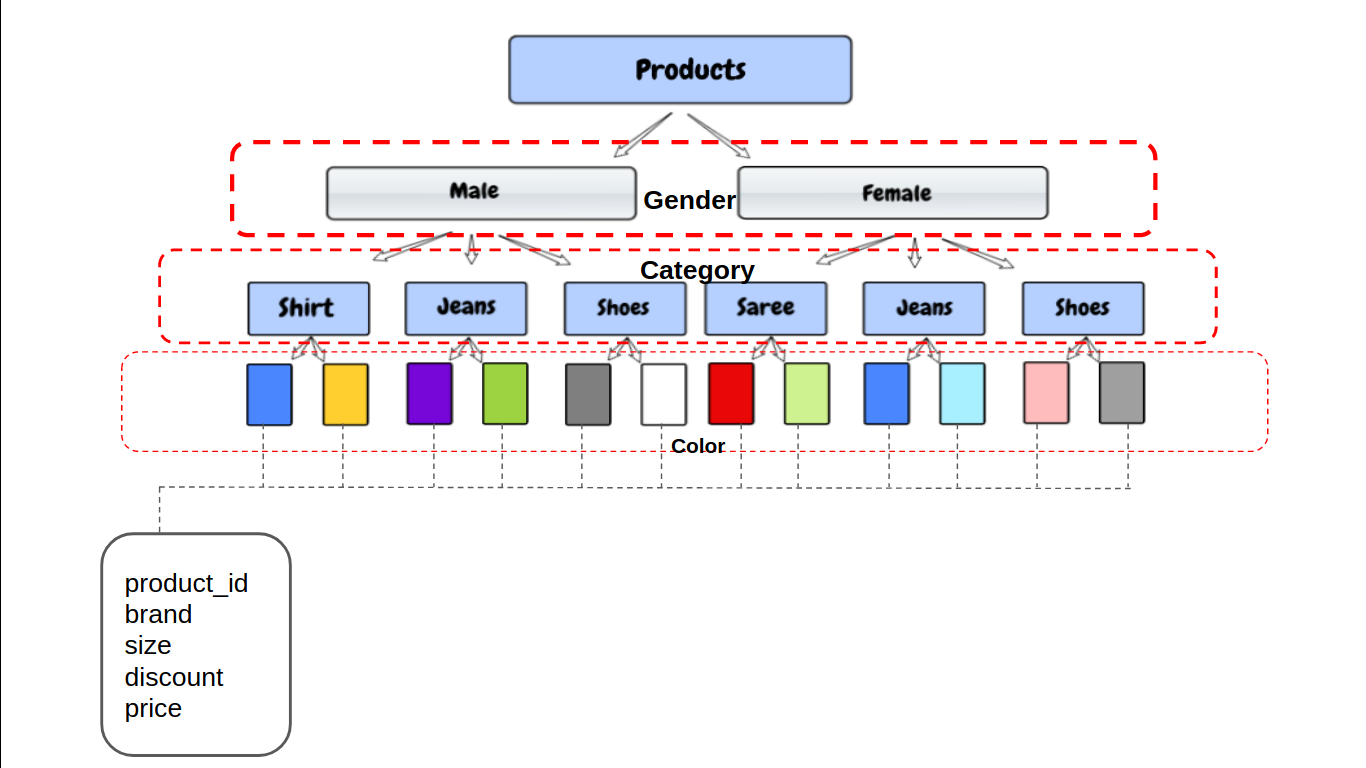 Products
Male
Gender
Female
Category
Shirt
Jeans
Shoes
Saree
Jeans
Shoes
Color
product_id
brand
size
discount
price